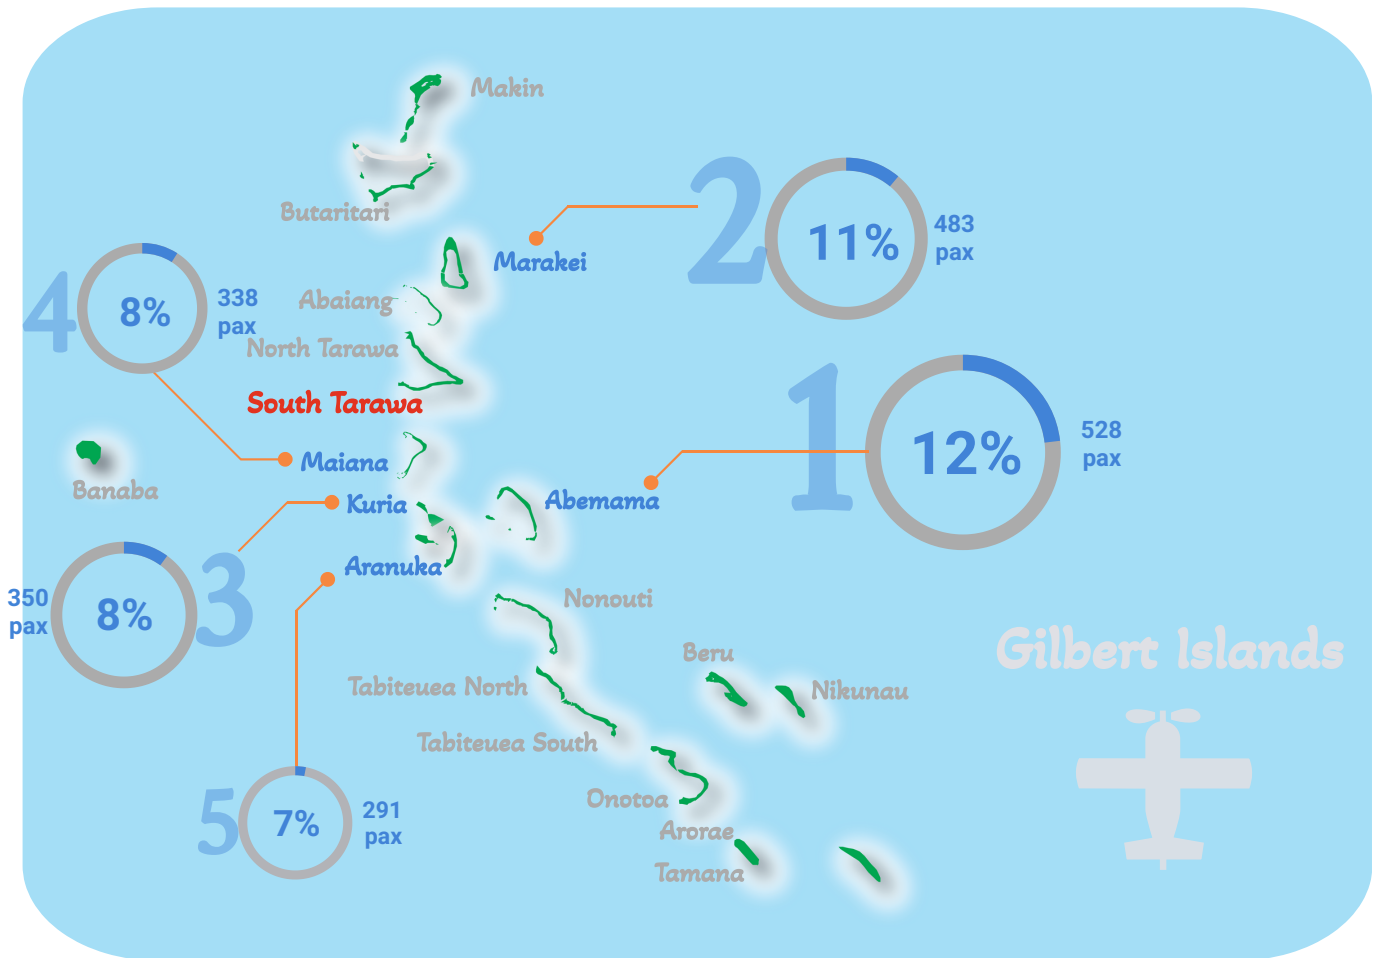 Makin
Butaritari
2
11%
483
pax
Marakei
4
8%
338
pax
Abaiang
North Tarawa
South Tarawa
1
12%
528
pax
Maiana
Banaba
Kuria
Abemama
3
8%
350
pax
Aranuka
Nonouti
Gilbert Islands
Beru
Tabiteuea North
Nikunau
Tabiteuea South
5
7%
291
pax
Onotoa
Arorae
Tamana